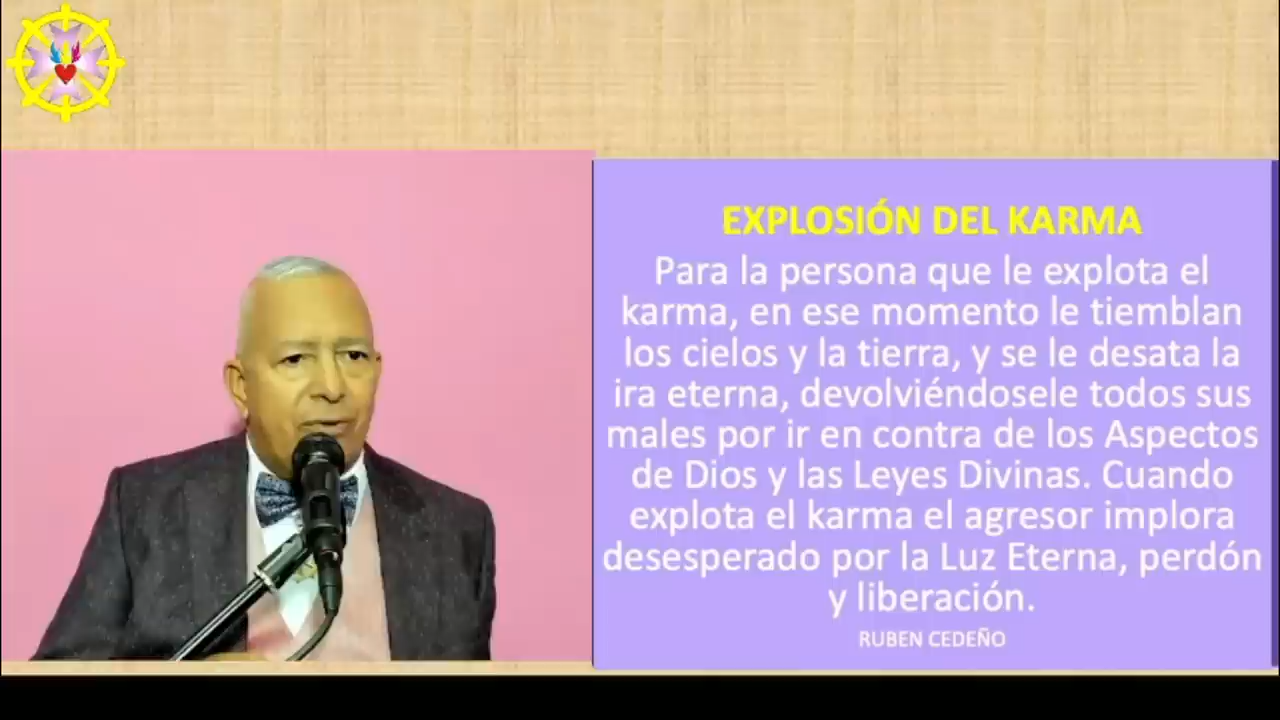 EXPLOSIÓN DEL KARMA
Para la persona que le explota el
karma, en ese momento le tiemblan
los cielos y la tierra, y se le desata la
ira eterna, devolviéndosele todos sus
males por ir en contra de los Aspectos
de Dios y las Leyes Divinas. Cuando
explota el karma el agresor implora
desesperado por la Luz Eterna, perdón
y liberación.
RUBEN CEDEÑO